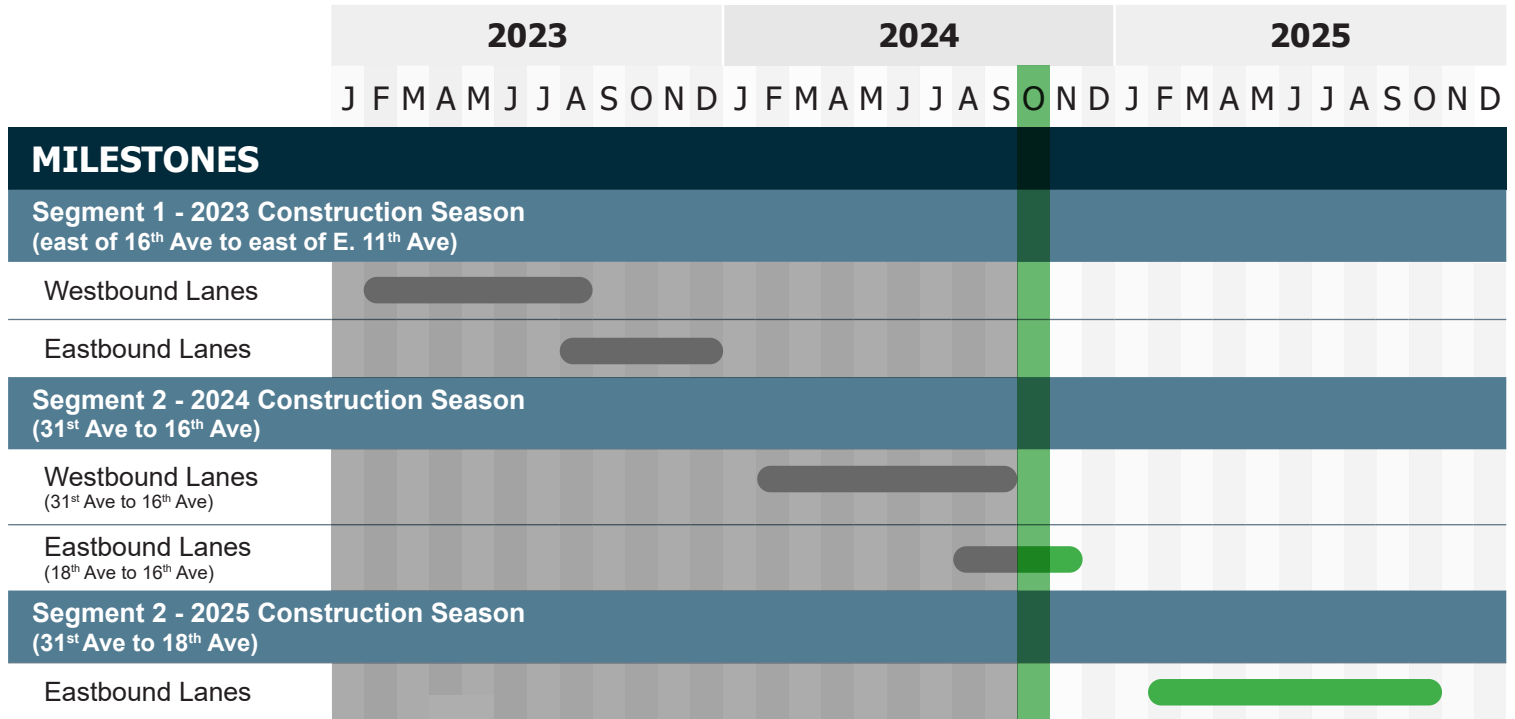 2023 2024 2025
J F M A M J J A S O N D J F M A M J J A S O N D J F M A M J J A S O N D
MILESTONES
Segment 1 - 2023 Construction Season
(east of 16th Ave to east of E. 11th Ave)
Westbound Lanes
Eastbound Lanes
Segment 2 - 2024 Construction Season
(31st Ave to 16th Ave)
Westbound Lanes
(31st Ave to 16th Ave)
Eastbound Lanes
(18th Ave to 16th Ave)
Segment 2 - 2025 Construction Season
(31st Ave to 18th Ave)
Eastbound Lanes